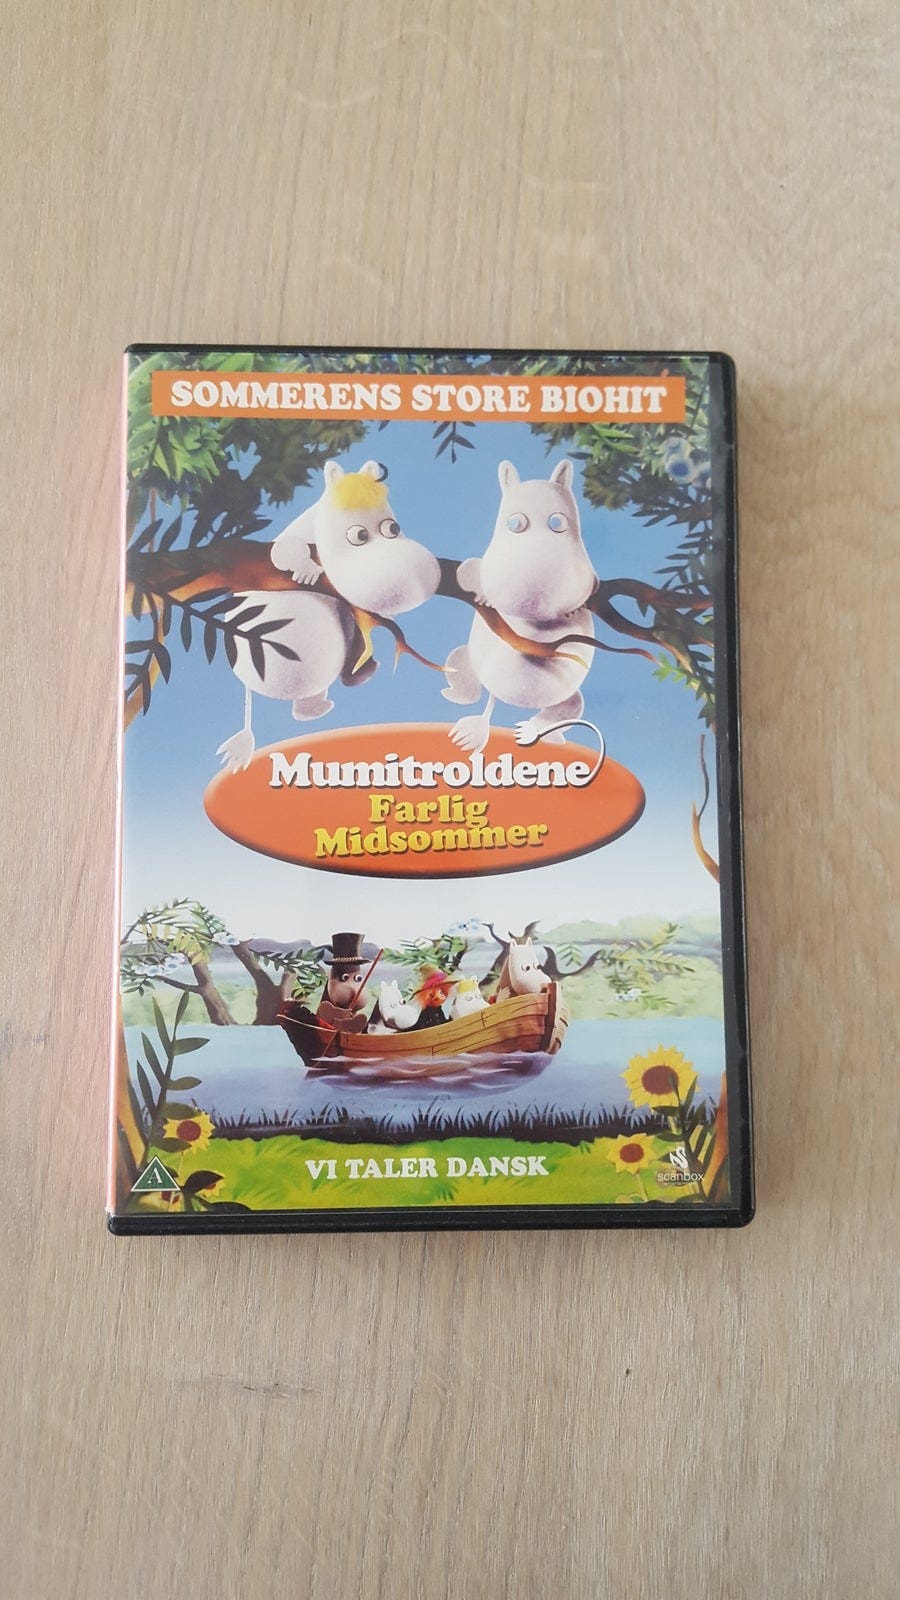 SOMMERENS STORE BIOHIT
Mumitroldene
Farlig
Midsommer
VI TALER DANSK
A
scanbox